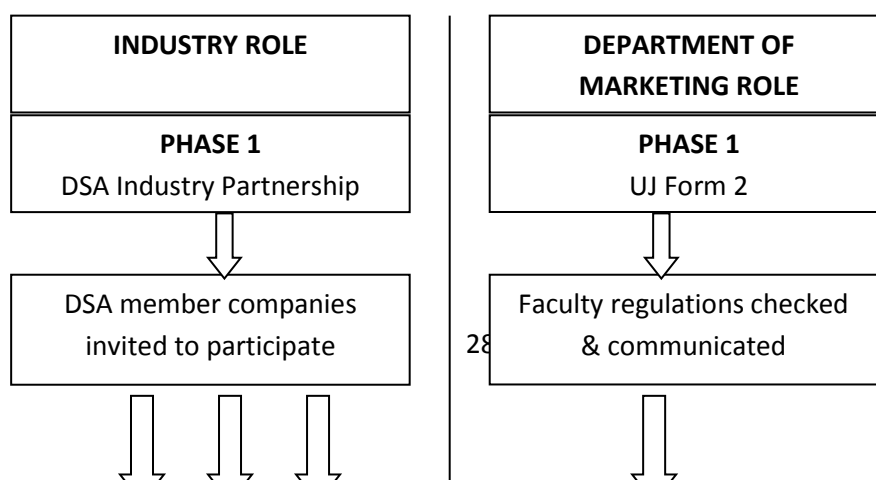 INDUSTRY ROLE
PHASE 1
DSA Industry Partnership
DSA member companies
invited to participate
DEPARTMENT OF
MARKETING ROLE
PHASE 1
UJ Form 2
Faculty regulations checked
& communicated
28